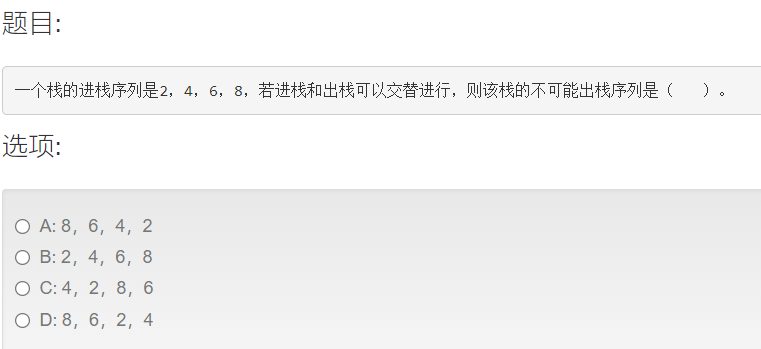 题目:
一个栈的进栈序列是2，4，6，8，若进栈和出栈可以交替进行，则该栈的不可能出栈序列是（  ）。
选项:
A: 8，6，4，2
B: 2，4，6，8
C: 4，2，8，6
D: 8，6，2，4